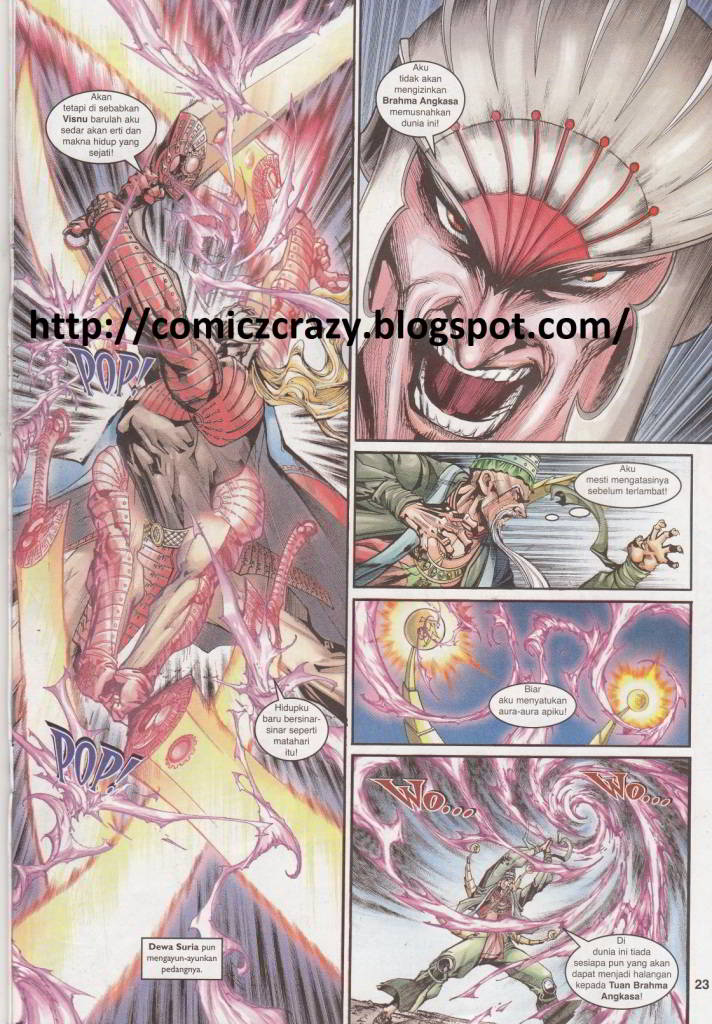 Akan
tetapi di sebabkan
Visnu barulah aku
sedar akan erti dan
makna hidup yang
sejati!
POP!
Hidupku
baru bersinar-
sinar seperti
matahari
itu!
POP!
Dewa Suria pun
mengayun-ayunkan
pedangnya.
Aku
tidak akan
mengizinkan
Brahma Angkasa
memusnahkan
dunia ini!
http://comiczcrazy.blogspot.com/
Aku
mesti mengatasinya
sebelum terlambat!
Biar
aku menyatukan
aura-aura apiku!
WO...
WO...
Di
dunia ini tiada
sesiapa pun yang akan
dapat menjadi halangan
kepada Tuan Brahma
Angkasa!
23